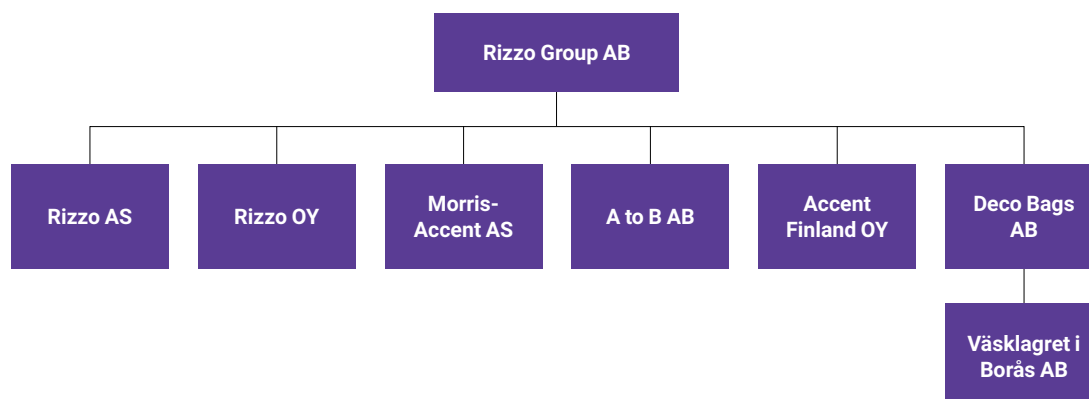 Rizzo Group AB
Rizzo AS
Rizzo OY
Morris-
Accent AS
A to B AB
Accent
Finland OY
Deco Bags
AB
Väsklagret i
Borås AB